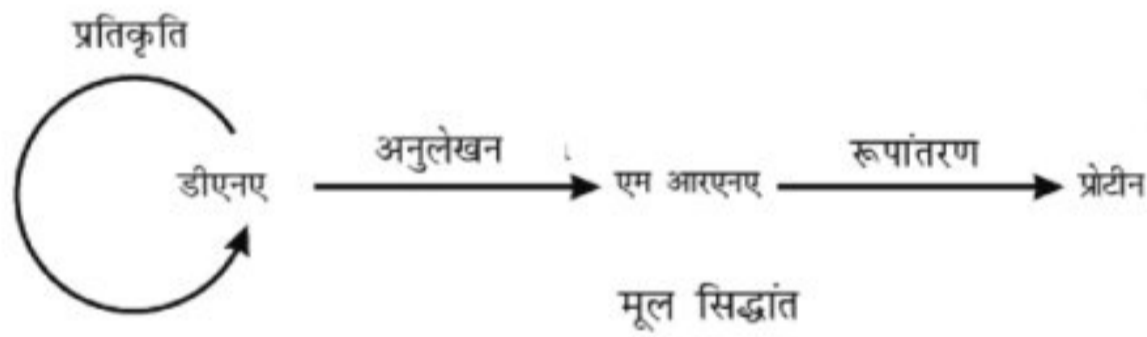 प्रतिकृति
अनुलेखन रूपांतरण
डीएनए एम आरएनए प्रोटीन
मूल सिद्धांत